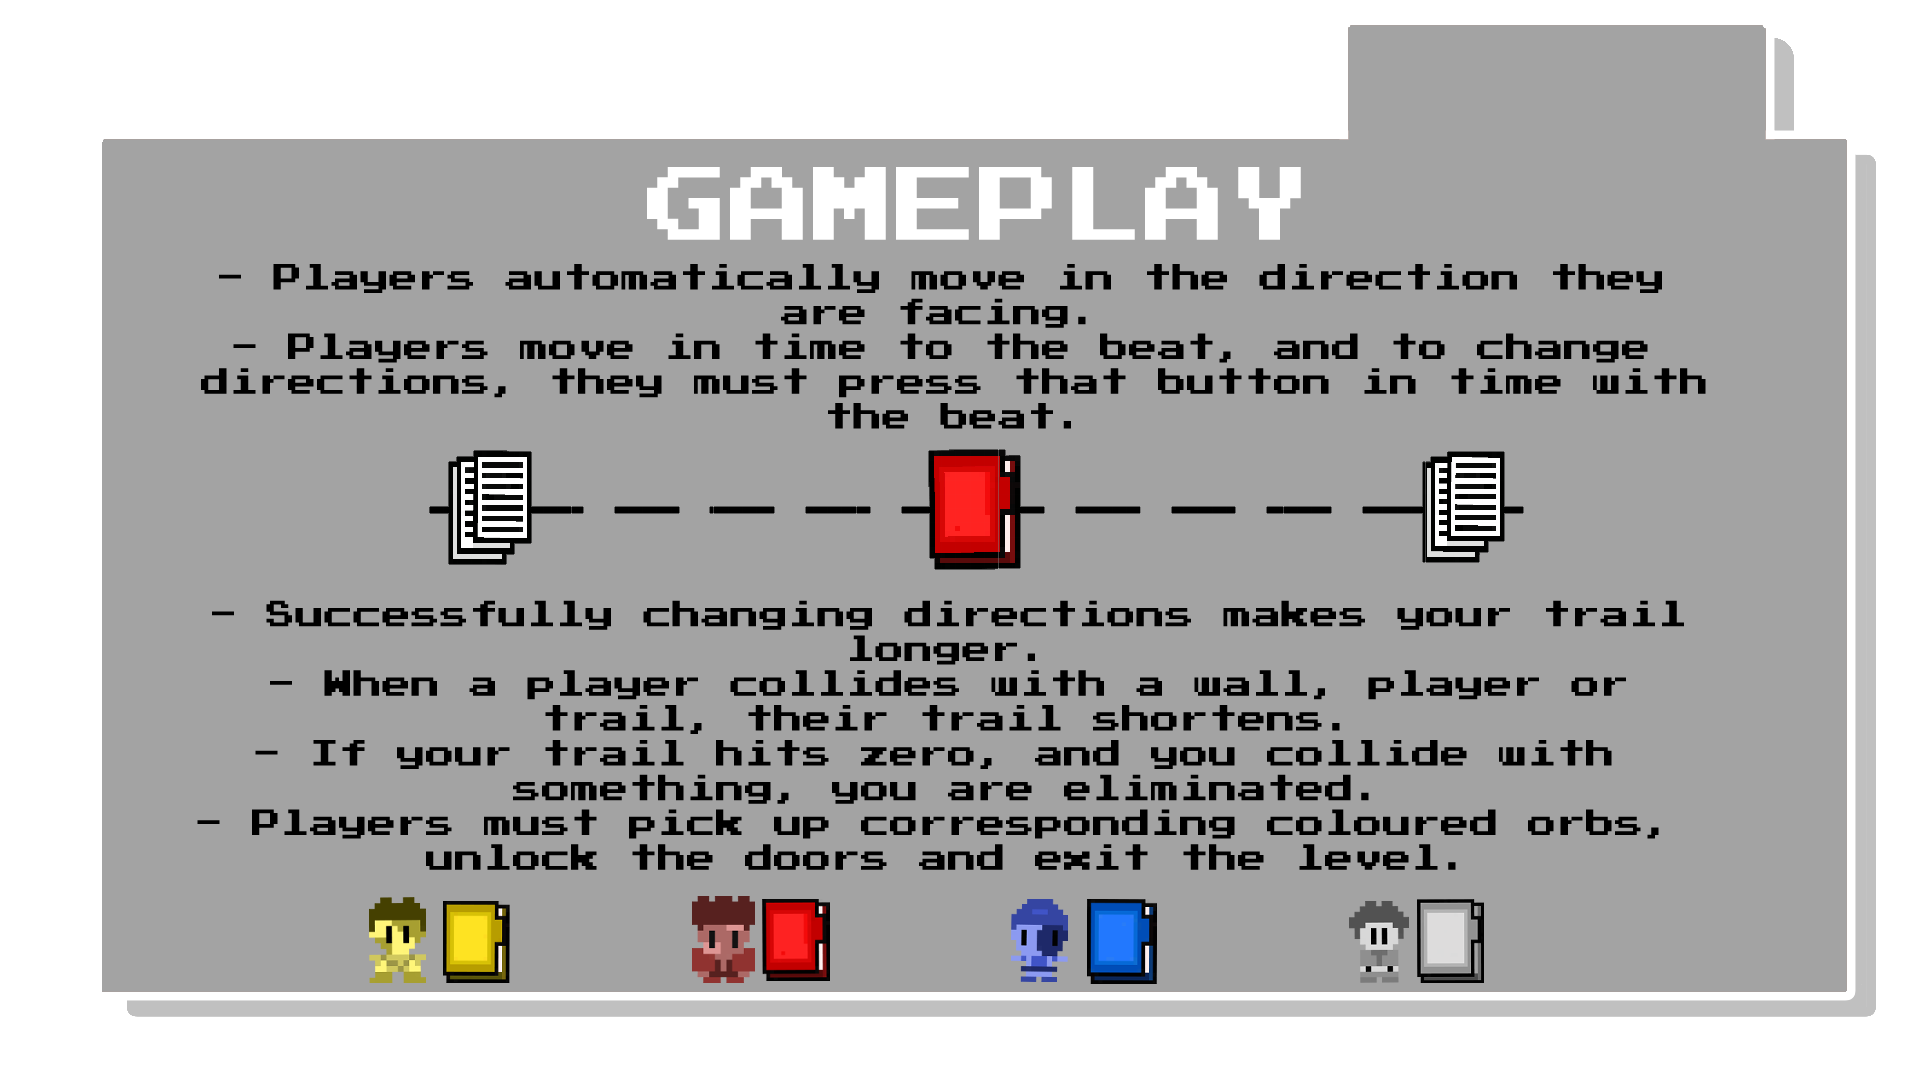 GAMEPLAY
- Players automatically move in the direction they
are facing.
- Players move in time to the beat, and to change
directions, they must press that button in time with
the beat.
- Successfully changing directions makes your trail
longer.
- When a player collides with a wall, player or
trail, their trail shortens.
- If your trail hits zero, and you collide with
something, you are eliminated.
- Players must pick up corresponding coloured orbs,
unlock the doors and exit the level.